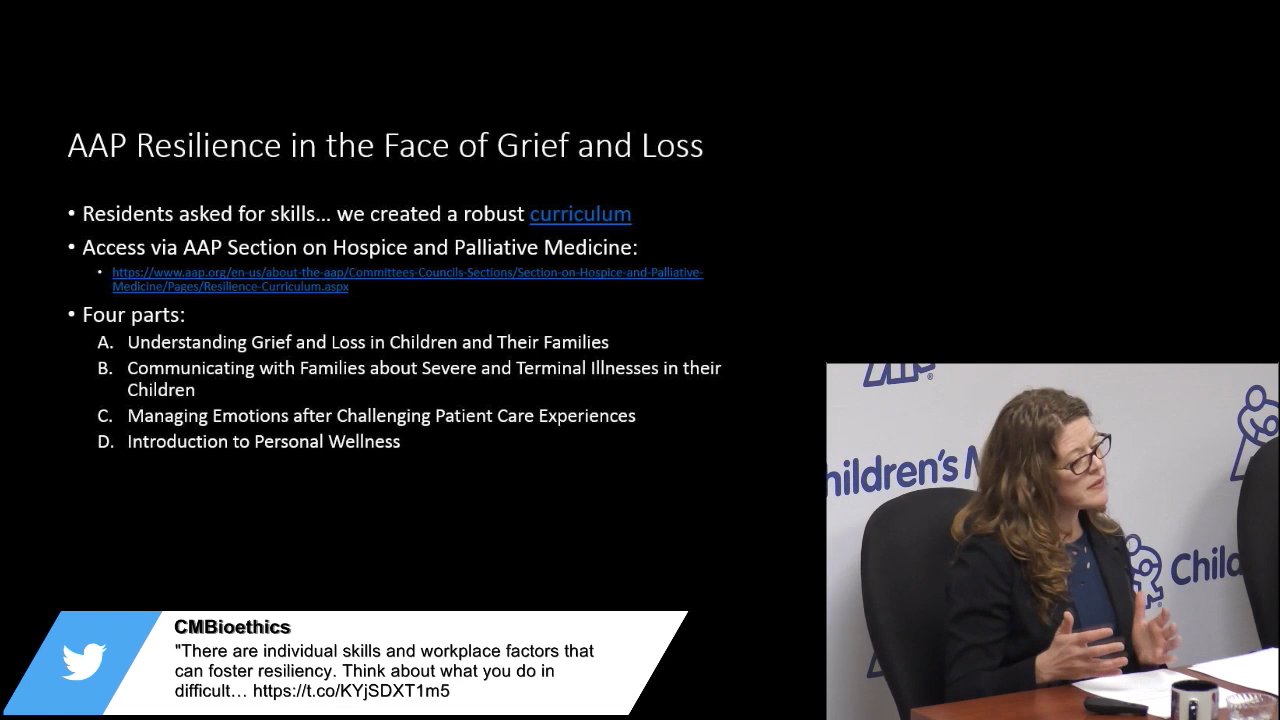 AAP Resilience in the Face of Grief and Loss
• Residents asked for skills... we created a robust curriculum
• Access via AAP Section on Hospice and Palliative Medicine:
• https://www.aap.org/en-us/about-the-aap/Committees-Councils-Sections/Section-on-Hospice-and-Palliative-
Medicine/Pages/Resilience-Curriculum.aspx
• Four parts:
A. Understanding Grief and Loss in Children and Their Families
B. Communicating with Families about Severe and Terminal Illnesses in their
Children
C. Managing Emotions after Challenging Patient Care Experiences
D. Introduction to Personal Wellness
hildren's M
Child
CMBioethics
"There are individual skills and workplace factors that
can foster resiliency. Think about what you do in
difficult... https://t.co/KYjSDXT1m5